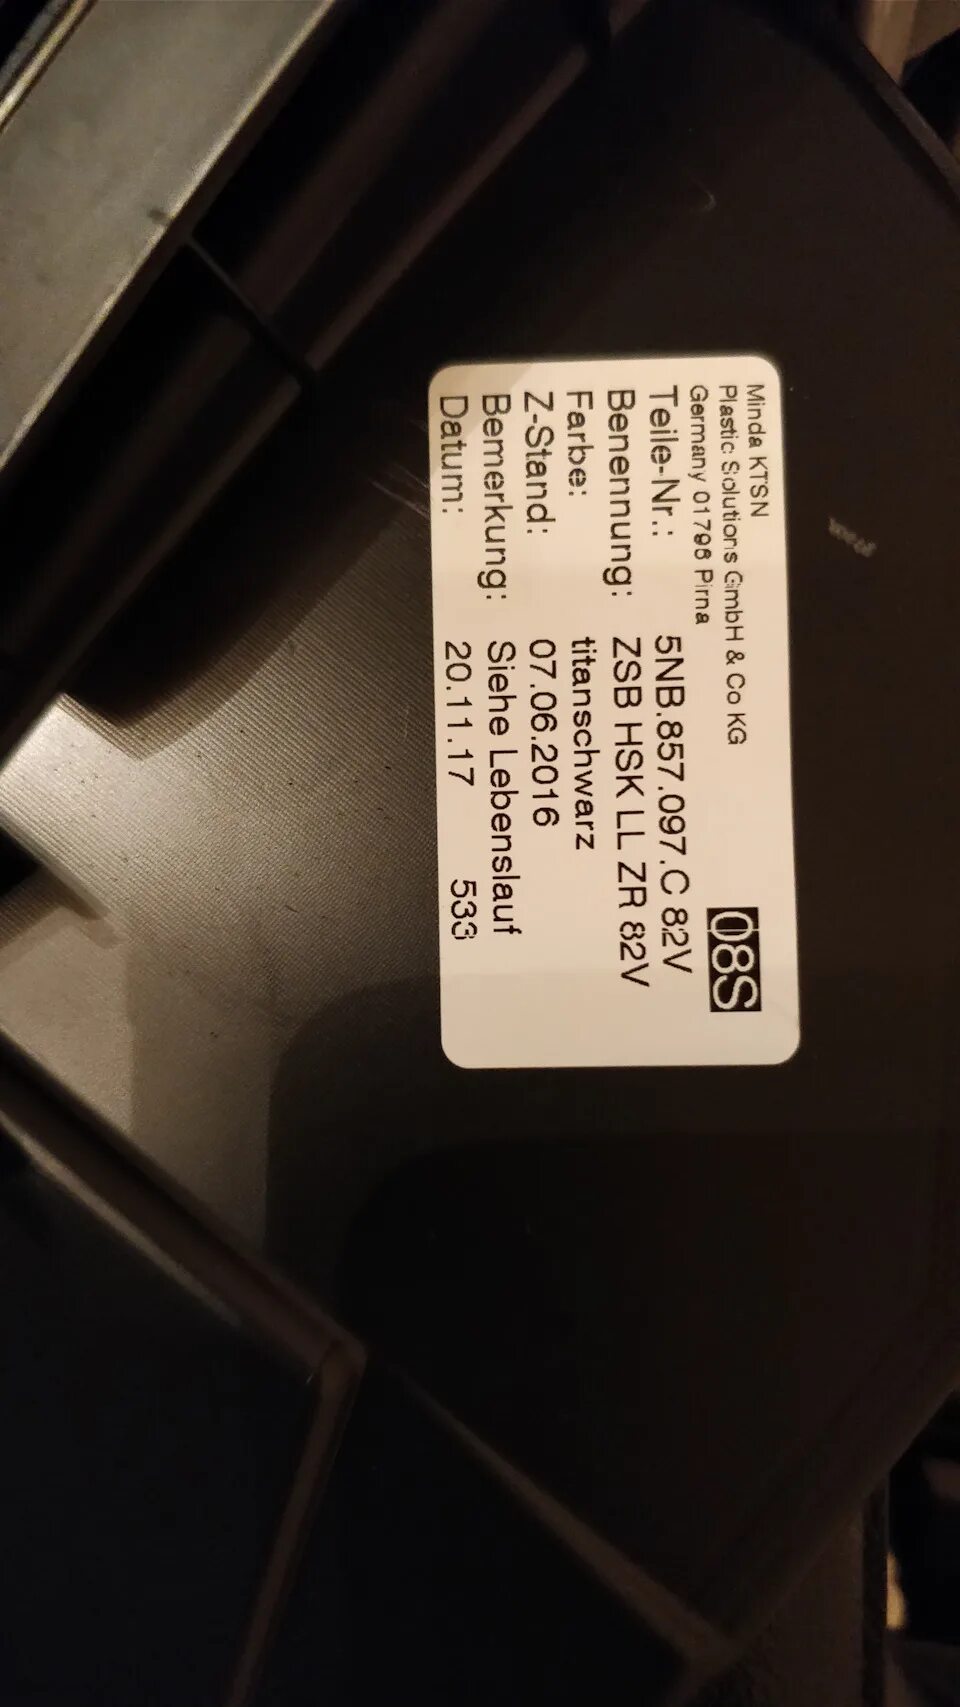 Minda KTSN
Plastic Solutions GmbH & Co KG
Germany 01796 Pirna
08S
Teile-Nr.: 5NB.857.097.C 82V
Benennung: ZSB HSK LL ZR 82V
Farbe: titanschwarz
Z-Stand: 07.06.2016
Bemerkung: Siehe Lebenslauf
Datum: 20.11.17 533